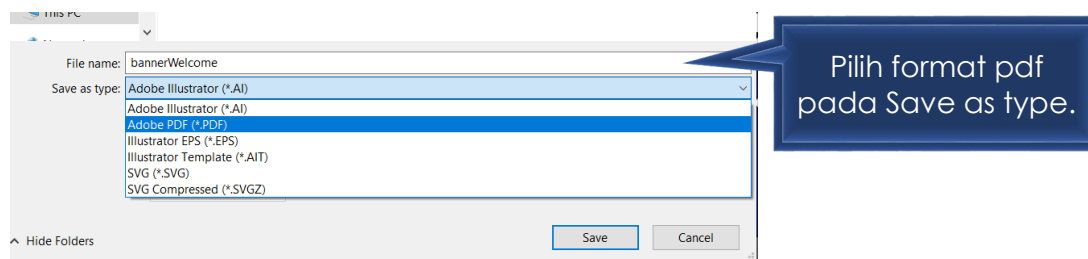 This PC
File name: bannerWelcome
Save as type: Adobe Illustrator (*.AI)
Adobe Illustrator (*.AI)
Adobe PDF (*.PDF)
Illustrator EPS (*.EPS)
Illustrator Template (*.AIT)
SVG (*.SVG)
SVG Compressed (*.SVGZ)
Hide Folders
Save
Cancel
Pilih format pdf
pada Save as type.